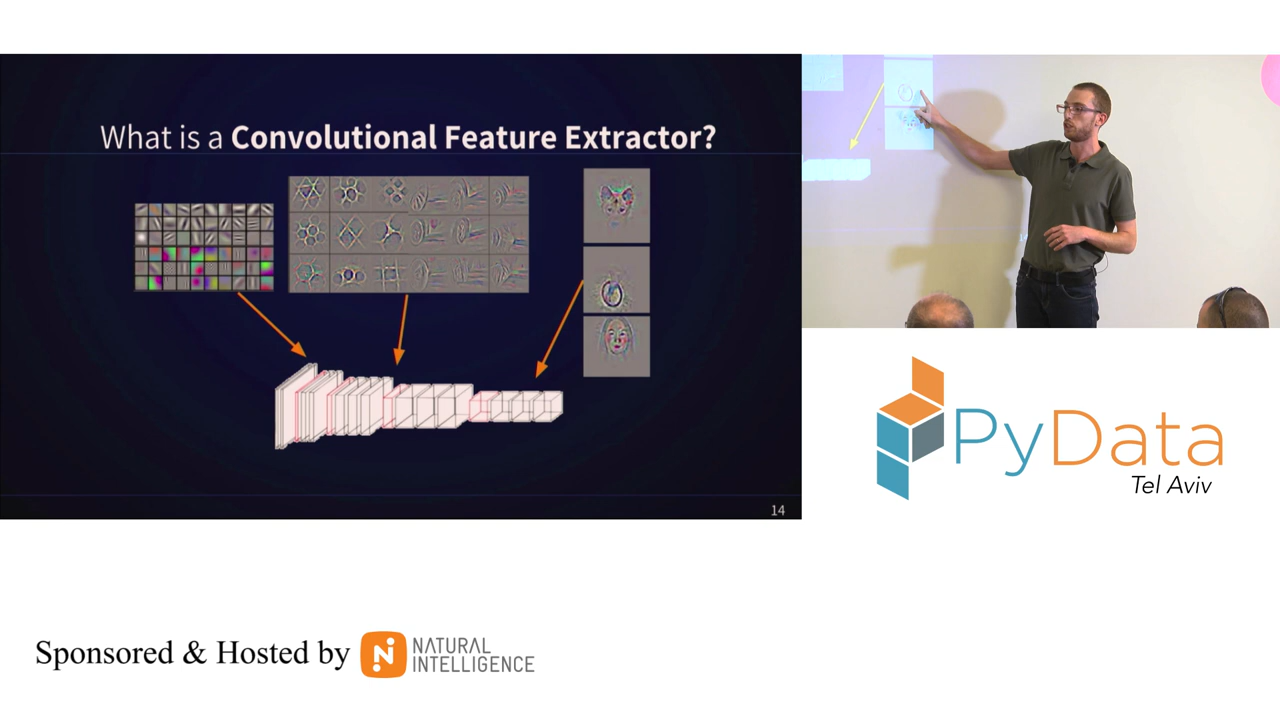 What is a Convolutional Feature Extractor?
14
PyData
Tel Aviv
Sponsored & Hosted by NATURAL INTELLIGENCE